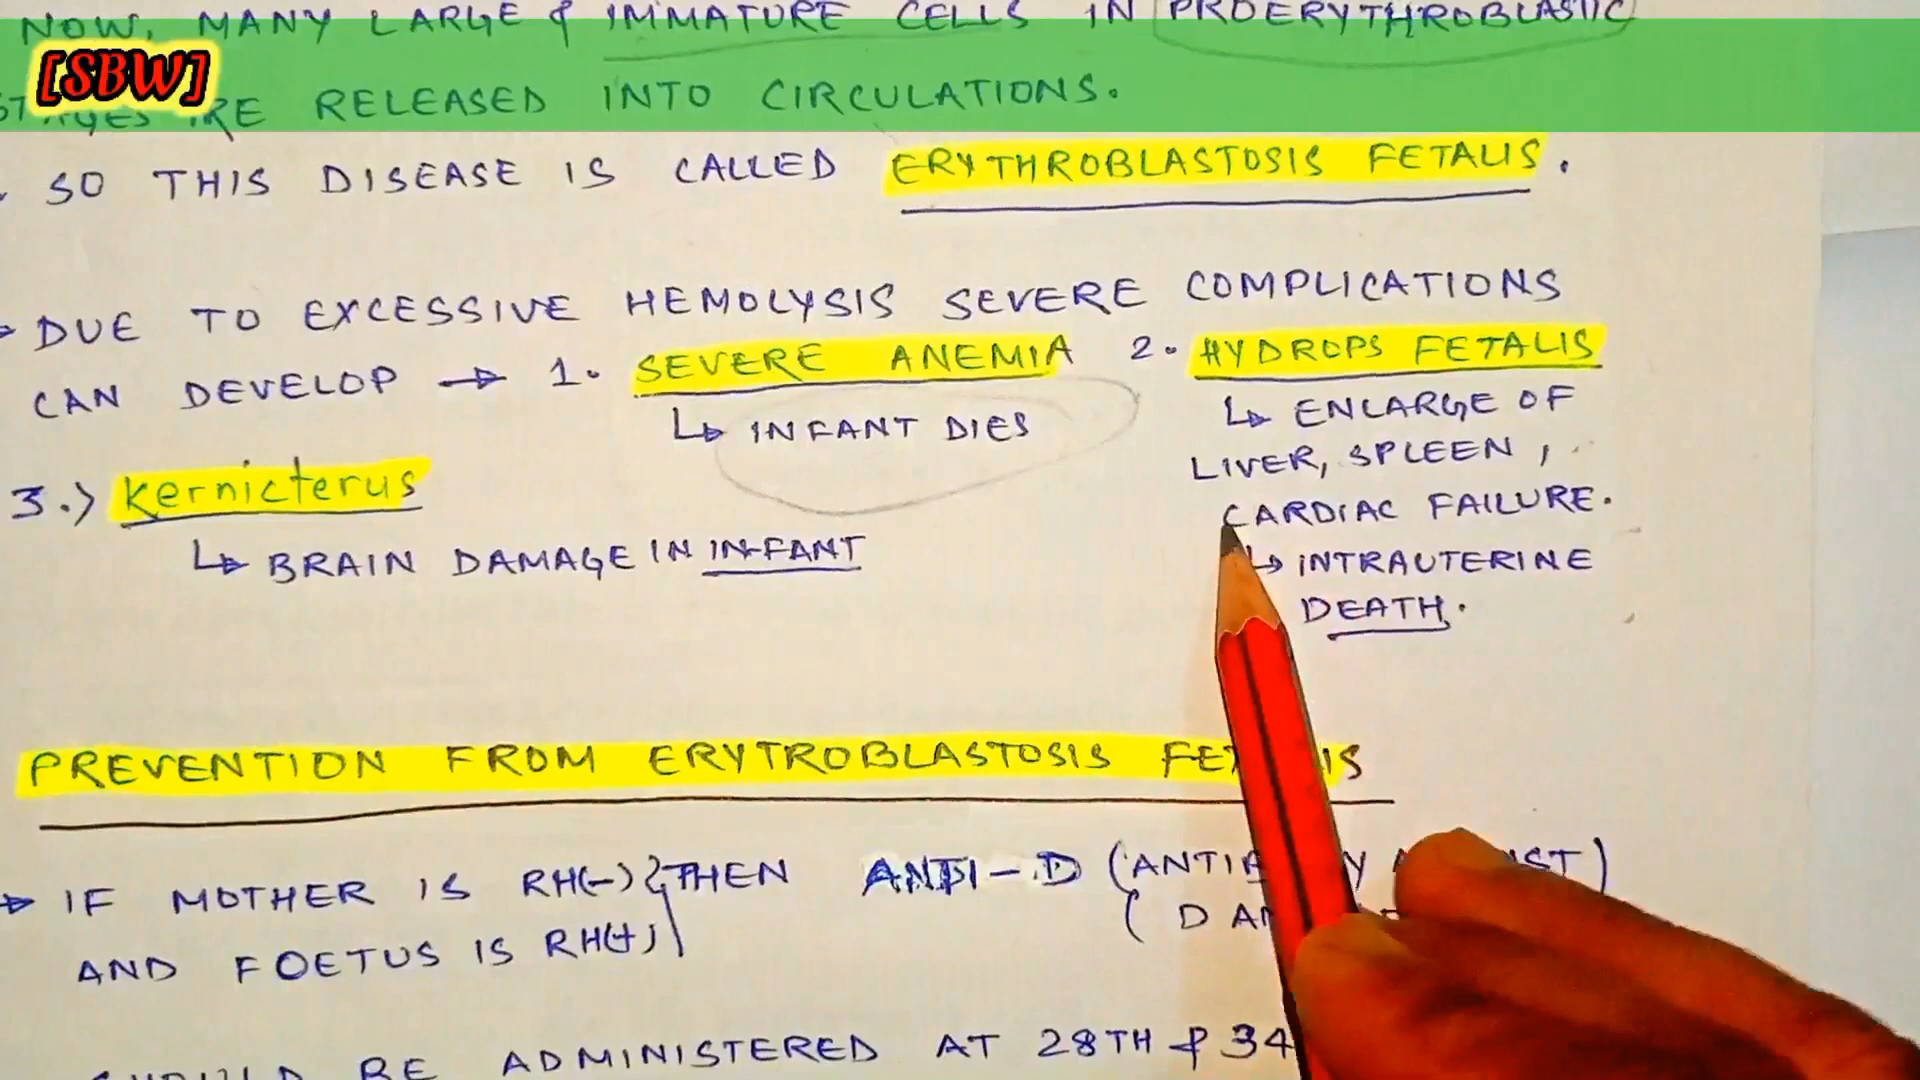 NOW, MANY LARGE & IMMATURE CELLS IN PROERYTHROBLASTIC
[SBW]
ARE RELEASED INTO CIRCULATIONS.
SO THIS DISEASE IS CALLED ERYTHROBLASTOSIS FETALIS.
DUE TO EXCESSIVE HEMOLYSIS SEVERE COMPLICATIONS
CAN DEVELOP → 1. SEVERE ANEMIA 2. HYDROPS FETALIS
↳ INFANT DIES
↳ ENLARGE OF
LIVER, SPLEEN,
CARDIAC FAILURE.
↳ INTRAUTERINE
DEATH.
3.) Kernicterus
↳ BRAIN DAMAGE IN INFANT
PREVENTION FROM ERYTROBLASTOSIS
IF MOTHER IS RH(-) } THEN ANTI-D (
AND FOETUS IS RH(+) ( D
BE ADMINISTERED AT 28TH & 34